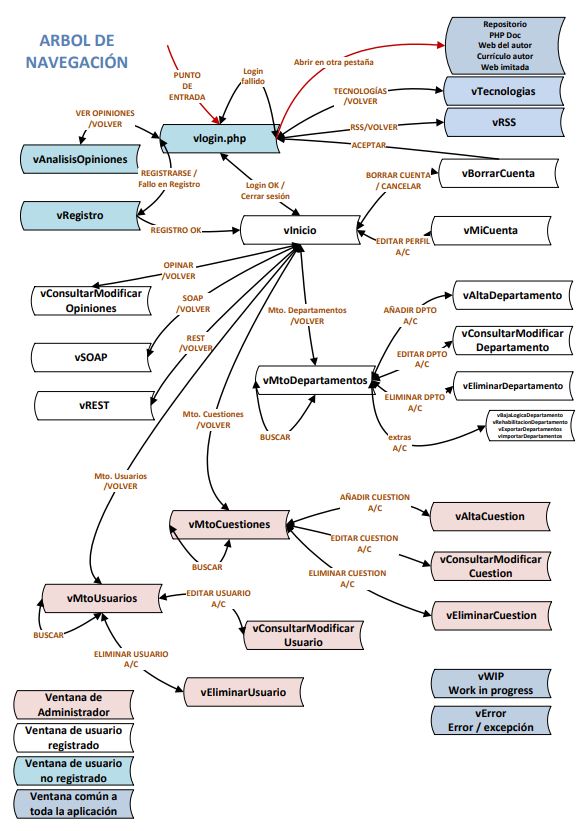 ARBOL DE
NAVEGACIÓN
Repositorio
PHP Doc
Web del autor
Currículo autor
Web imitada
Abrir en otra pestaña
Login
fallido
PUNTO
DE
ENTRADA
TECNOLOGÍAS
/VOLVER
vTecnologias
VER OPINIONES
/VOLVER
vlogin.php
RSS/VOLVER
vRSS
ACEPTAR
vAnalisisOpiniones
REGISTRARSE /
Fallo en Registro
Login OK /
Cerrar sesión
BORRAR CUENTA
/ CANCELAR
vBorrarCuenta
vRegistro
REGISTRO OK
vInicio
EDITAR PERFIL
A/C
vMiCuenta
OPINAR
/VOLVER
vConsultarModificar
Opiniones
SOAP
/VOLVER
Mto. Departamentos
/VOLVER
AÑADIR DPTO
A/C
vAltaDepartamento
vSOAP
REST
/VOLVER
EDITAR DPTO
A/C
vConsultarModificar
Departamento
vREST
vMtoDepartamentos
ELIMINAR DPTO
A/C
vEliminarDepartamento
Mto. Cuestiones
/VOLVER
BUSCAR
extras
A/C
vBajaLogicaDepartamento
vRehabilitacionDepartamento
vExportarDepartamentos
vImportarDepartamentos
Mto. Usuarios
/VOLVER
AÑADIR CUESTION
A/C
vAltaCuestion
vMtoCuestiones
EDITAR CUESTION
A/C
vConsultarModificar
Cuestion
BUSCAR
ELIMINAR CUESTION
A/C
vEliminarCuestion
vMtoUsuarios
EDITAR USUARIO
A/C
vConsultarModificar
Usuario
BUSCAR
ELIMINAR USUARIO
A/C
vEliminarUsuario
vWIP
Work in progress
vError
Error / excepción
Ventana de
Administrador
Ventana de usuario
registrado
Ventana de usuario
no registrado
Ventana común a
toda la aplicación